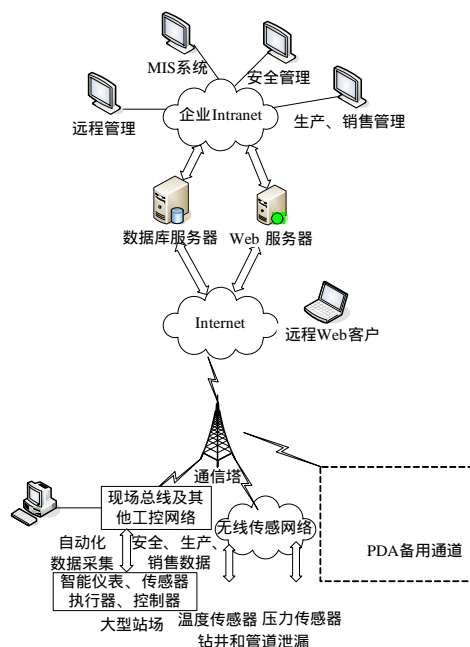 MIS系统
安全管理
远程管理
企业Intranet
生产、销售管理
数据库服务器
Web 服务器
Internet
远程Web客户
通信塔
现场总线及其
他工控网络
无线传感网络
PDA备用通道
自动化
数据采集
安全、生产、
销售数据
智能仪表、传感器
执行器、控制器
大型站场
温度传感器
压力传感器
钻井和管道泄漏